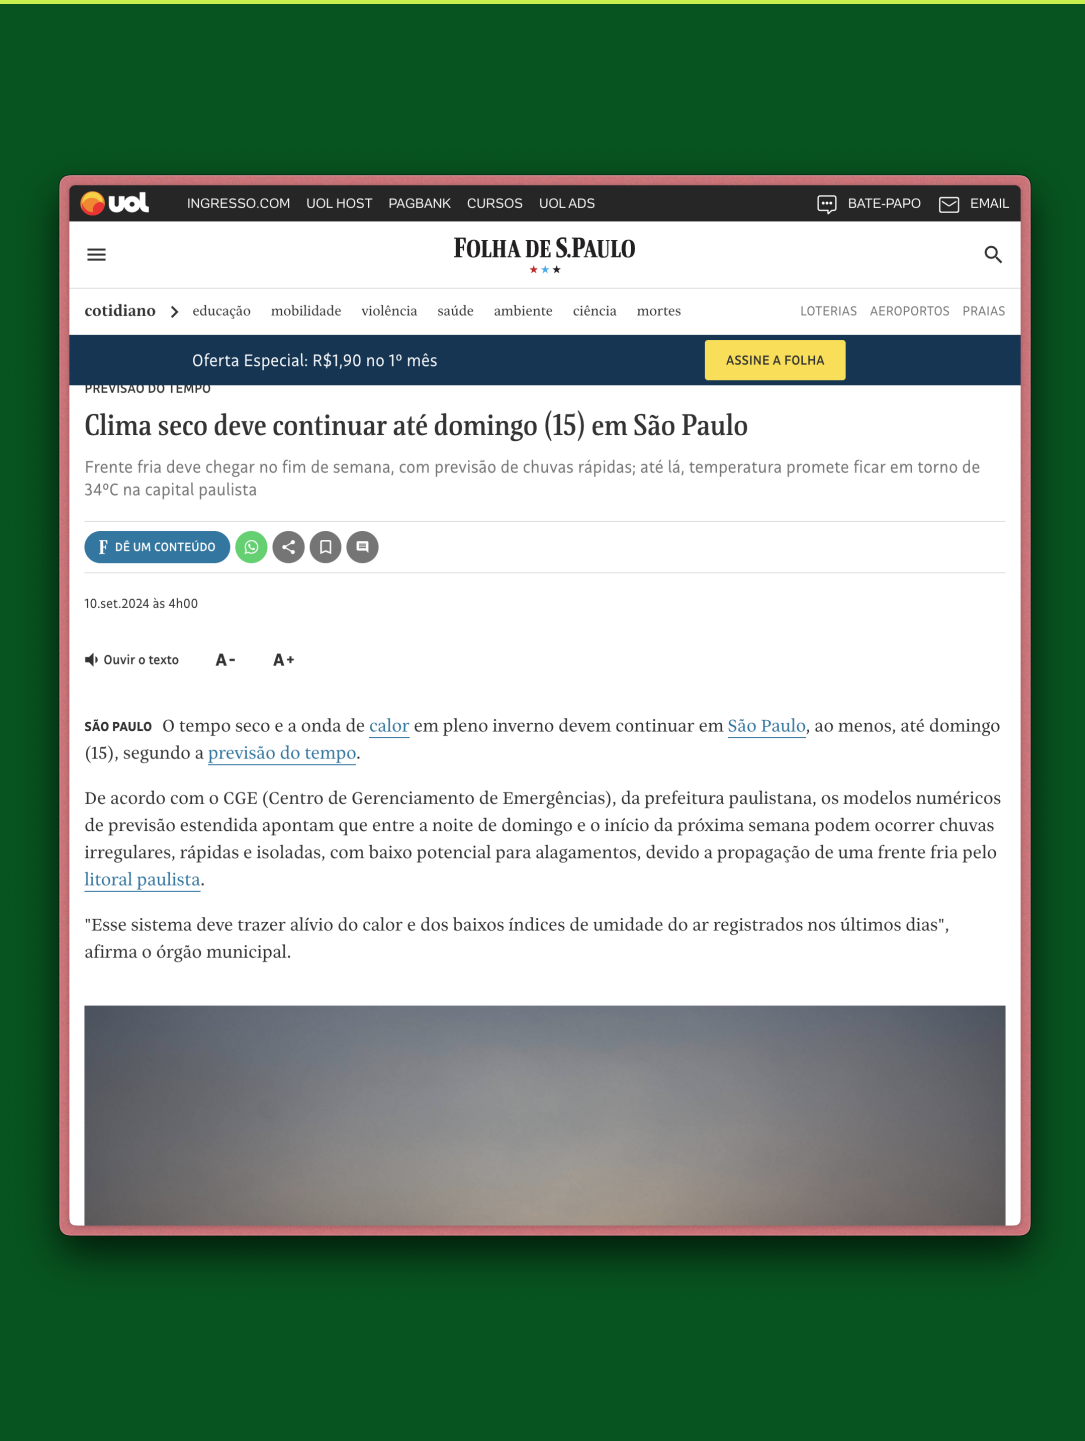 uol INGRESSO.COM UOL HOST PAGBANK CURSOS UOL ADS BATE-PAPO EMAIL
FOLHA DE S.PAULO
cotidiano educação mobilidade violência saúde ambiente ciência mortes LOTERIAS AEROPORTOS PRAIAS
Oferta Especial: R$1,90 no 1º mês ASSINE A FOLHA
PREVISÃO DO TEMPO
Clima seco deve continuar até domingo (15) em São Paulo
Frente fria deve chegar no fim de semana, com previsão de chuvas rápidas; até lá, temperatura promete ficar em torno de
34ºC na capital paulista
F DÊ UM CONTEÚDO
10.set.2024 às 4h00
Ouvir o texto A- A+
SÃO PAULO O tempo seco e a onda de calor em pleno inverno devem continuar em São Paulo, ao menos, até domingo
(15), segundo a previsão do tempo.
De acordo com o CGE (Centro de Gerenciamento de Emergências), da prefeitura paulistana, os modelos numéricos
de previsão estendida apontam que entre a noite de domingo e o início da próxima semana podem ocorrer chuvas
irregulares, rápidas e isoladas, com baixo potencial para alagamentos, devido a propagação de uma frente fria pelo
litoral paulista.
"Esse sistema deve trazer alívio do calor e dos baixos índices de umidade do ar registrados nos últimos dias",
afirma o órgão municipal.